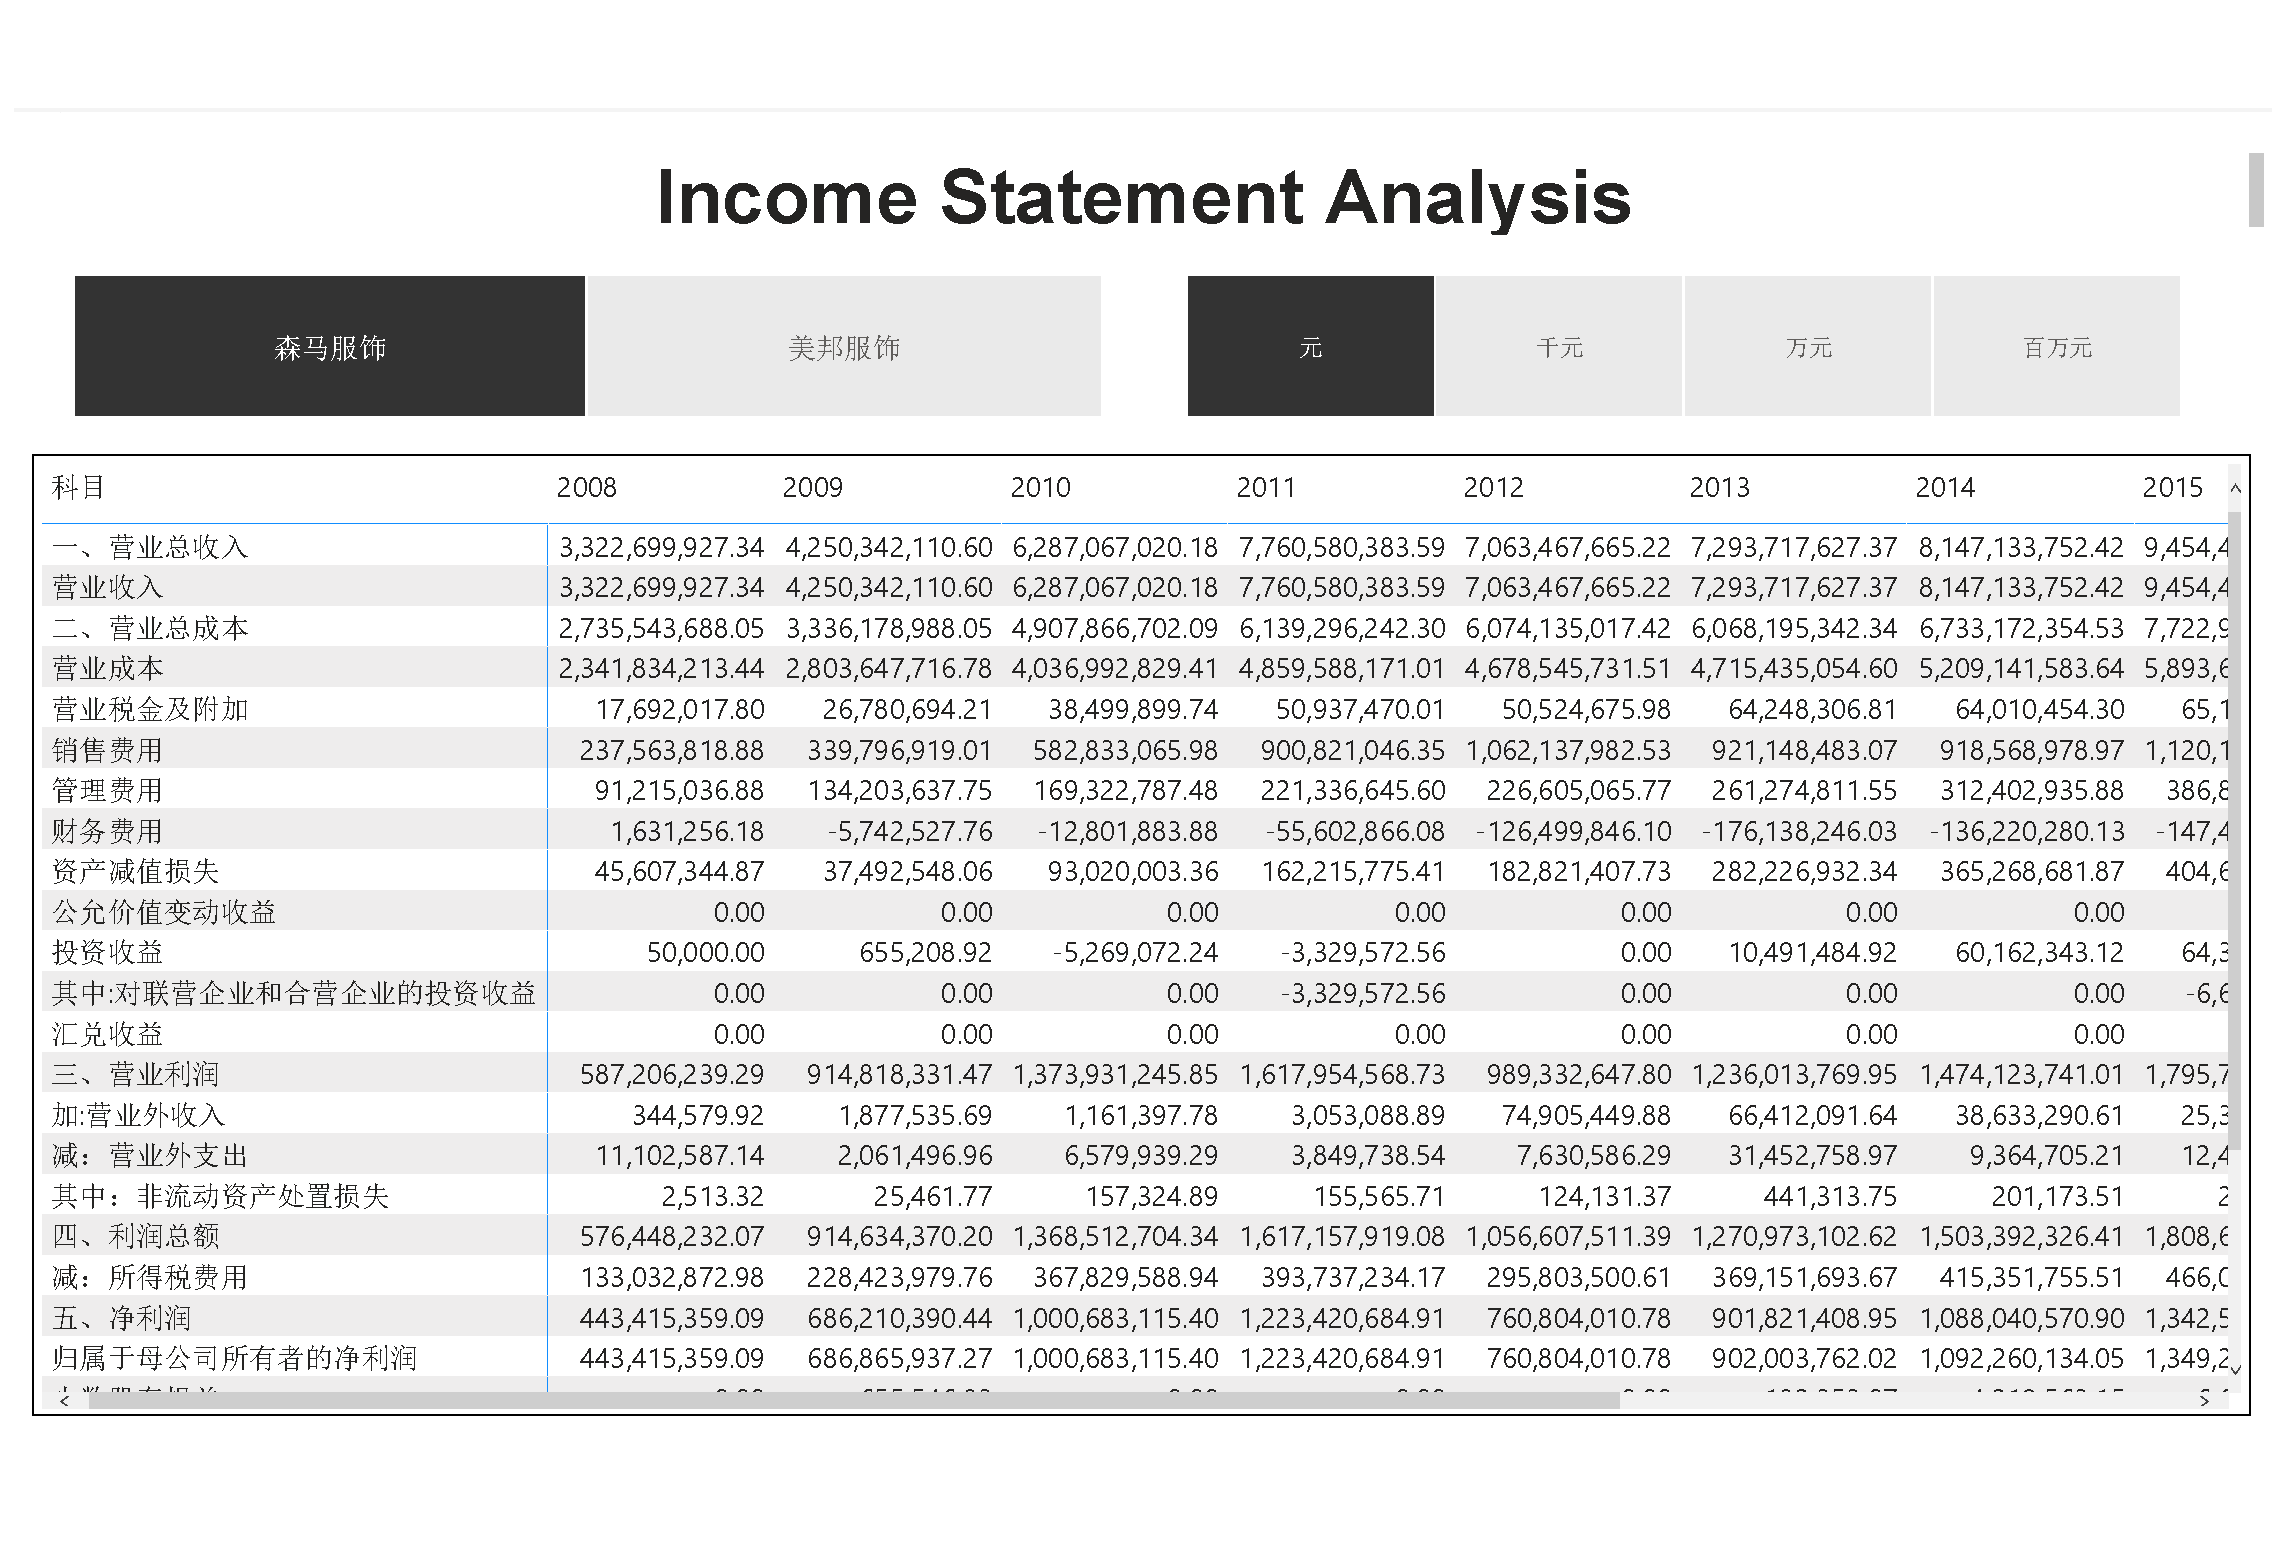 Income Statement Analysis
森马服饰 美邦服饰 元 千元 万元 百万元
科目 2008 2009 2010 2011 2012 2013 2014 2015
一、营业总收入 3,322,699,927.34 4,250,342,110.60 6,287,067,020.18 7,760,580,383.59 7,063,467,665.22 7,293,717,627.37 8,147,133,752.42 9,454,4
营业收入 3,322,699,927.34 4,250,342,110.60 6,287,067,020.18 7,760,580,383.59 7,063,467,665.22 7,293,717,627.37 8,147,133,752.42 9,454,4
二、营业总成本 2,735,543,688.05 3,336,178,988.05 4,907,866,702.09 6,139,296,242.30 6,074,135,017.42 6,068,195,342.34 6,733,172,354.53 7,722,9
营业成本 2,341,834,213.44 2,803,647,716.78 4,036,992,829.41 4,859,588,171.01 4,678,545,731.51 4,715,435,054.60 5,209,141,583.64 5,893,6
营业税金及附加 17,692,017.80 26,780,694.21 38,499,899.74 50,937,470.01 50,524,675.98 64,248,306.81 64,010,454.30 65,1
销售费用 237,563,818.88 339,796,919.01 582,833,065.98 900,821,046.35 1,062,137,982.53 921,148,483.07 918,568,978.97 1,120,1
管理费用 91,215,036.88 134,203,637.75 169,322,787.48 221,336,645.60 226,605,065.77 261,274,811.55 312,402,935.88 386,8
财务费用 1,631,256.18 -5,742,527.76 -12,801,883.88 -55,602,866.08 -126,499,846.10 -176,138,246.03 -136,220,280.13 -147,4
资产减值损失 45,607,344.87 37,492,548.06 93,020,003.36 162,215,775.41 182,821,407.73 282,226,932.34 365,268,681.87 404,6
公允价值变动收益 0.00 0.00 0.00 0.00 0.00 0.00 0.00
投资收益 50,000.00 655,208.92 -5,269,072.24 -3,329,572.56 0.00 10,491,484.92 60,162,343.12 64,3
其中:对联营企业和合营企业的投资收益 0.00 0.00 0.00 -3,329,572.56 0.00 0.00 0.00 -6,6
汇兑收益 0.00 0.00 0.00 0.00 0.00 0.00 0.00
三、营业利润 587,206,239.29 914,818,331.47 1,373,931,245.85 1,617,954,568.73 989,332,647.80 1,236,013,769.95 1,474,123,741.01 1,795,7
加:营业外收入 344,579.92 1,877,535.69 1,161,397.78 3,053,088.89 74,905,449.88 66,412,091.64 38,633,290.61 25,3
减：营业外支出 11,102,587.14 2,061,496.96 6,579,939.29 3,849,738.54 7,630,586.29 31,452,758.97 9,364,705.21 12,4
其中：非流动资产处置损失 2,513.32 25,461.77 157,324.89 155,565.71 124,131.37 441,313.75 201,173.51 2
四、利润总额 576,448,232.07 914,634,370.20 1,368,512,704.34 1,617,157,919.08 1,056,607,511.39 1,270,973,102.62 1,503,392,326.41 1,808,6
减：所得税费用 133,032,872.98 228,423,979.76 367,829,588.94 393,737,234.17 295,803,500.61 369,151,693.67 415,351,755.51 466,0
五、净利润 443,415,359.09 686,210,390.44 1,000,683,115.40 1,223,420,684.91 760,804,010.78 901,821,408.95 1,088,040,570.90 1,342,5
归属于母公司所有者的净利润 443,415,359.09 686,865,937.27 1,000,683,115.40 1,223,420,684.91 760,804,010.78 902,003,762.02 1,092,260,134.05 1,349,2